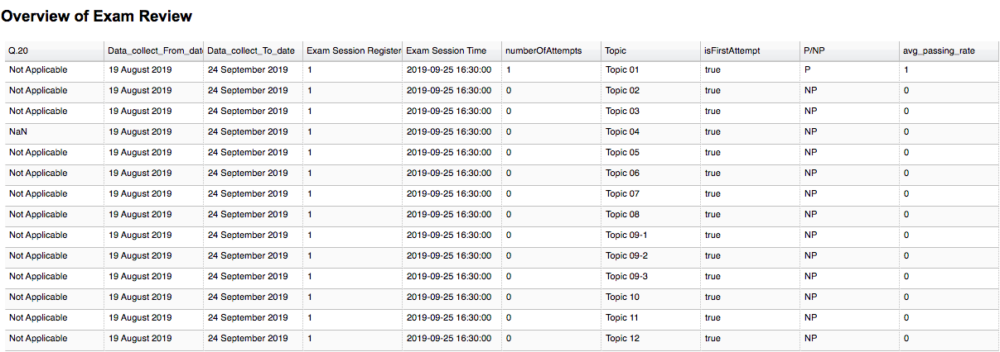 Overview of Exam Review
Q.20 Data_collect_From_dat Data_collect_To_date Exam Session Register Exam Session Time numberOfAttempts Topic isFirstAttempt P/NP avg_passing_rate
Not Applicable 19 August 2019 24 September 2019 1 2019-09-25 16:30:00 1 Topic 01 true P 1
Not Applicable 19 August 2019 24 September 2019 1 2019-09-25 16:30:00 0 Topic 02 true NP 0
Not Applicable 19 August 2019 24 September 2019 1 2019-09-25 16:30:00 0 Topic 03 true NP 0
NaN 19 August 2019 24 September 2019 1 2019-09-25 16:30:00 0 Topic 04 true NP 0
Not Applicable 19 August 2019 24 September 2019 1 2019-09-25 16:30:00 0 Topic 05 true NP 0
Not Applicable 19 August 2019 24 September 2019 1 2019-09-25 16:30:00 0 Topic 06 true NP 0
Not Applicable 19 August 2019 24 September 2019 1 2019-09-25 16:30:00 0 Topic 07 true NP 0
Not Applicable 19 August 2019 24 September 2019 1 2019-09-25 16:30:00 0 Topic 08 true NP 0
Not Applicable 19 August 2019 24 September 2019 1 2019-09-25 16:30:00 0 Topic 09-1 true NP 0
Not Applicable 19 August 2019 24 September 2019 1 2019-09-25 16:30:00 0 Topic 09-2 true NP 0
Not Applicable 19 August 2019 24 September 2019 1 2019-09-25 16:30:00 0 Topic 09-3 true NP 0
Not Applicable 19 August 2019 24 September 2019 1 2019-09-25 16:30:00 0 Topic 10 true NP 0
Not Applicable 19 August 2019 24 September 2019 1 2019-09-25 16:30:00 0 Topic 11 true NP 0
Not Applicable 19 August 2019 24 September 2019 1 2019-09-25 16:30:00 0 Topic 12 true NP 0